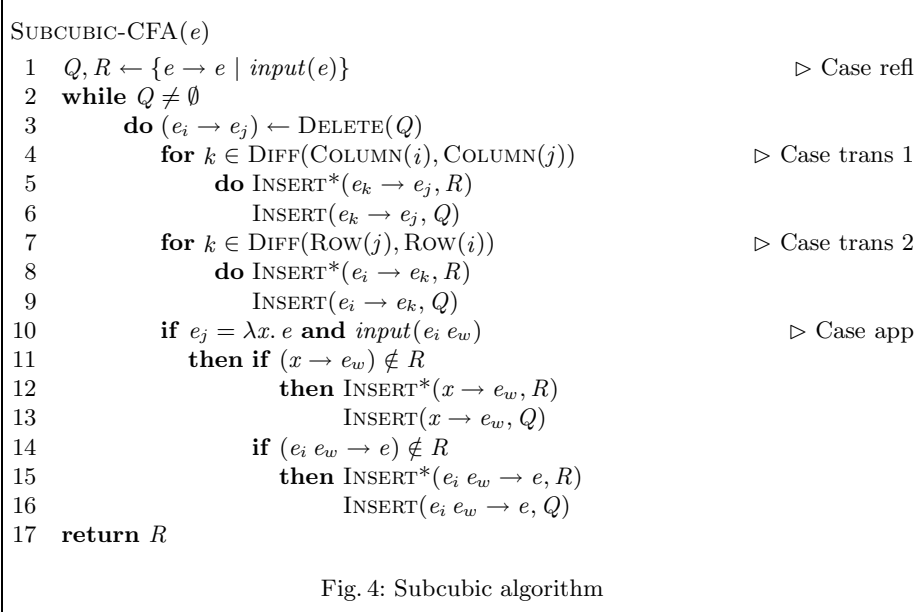 SUBCUBIC-CFA(e)
1 Q, R ← {e → e | input(e)} ▷ Case refl
2 while Q ≠ ∅
3 do (e_i → e_j) ← DELETE(Q)
4 for k ∈ DIFF(COLUMN(i), COLUMN(j)) ▷ Case trans 1
5 do INSERT*(e_k → e_j, R)
6 INSERT(e_k → e_j, Q)
7 for k ∈ DIFF(ROW(j), ROW(i)) ▷ Case trans 2
8 do INSERT*(e_i → e_k, R)
9 INSERT(e_i → e_k, Q)
10 if e_j = λx. e and input(e_i e_w) ▷ Case app
11 then if (x → e_w) ∉ R
12 then INSERT*(x → e_w, R)
13 INSERT(x → e_w, Q)
14 if (e_i e_w → e) ∉ R
15 then INSERT*(e_i e_w → e, R)
16 INSERT(e_i e_w → e, Q)
17 return R
Fig. 4: Subcubic algorithm